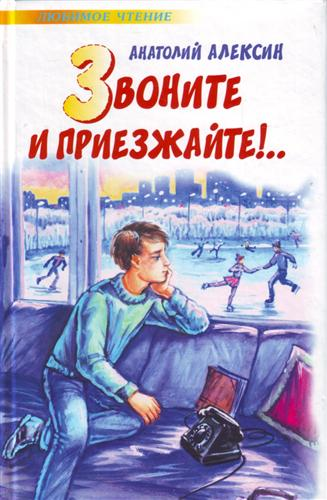 ЛЮБИМОЕ ЧТЕНИЕ
АНАТОЛИЙ АЛЕКСИН
ЗВОНИТЕ
И ПРИЕЗЖАЙТЕ!..